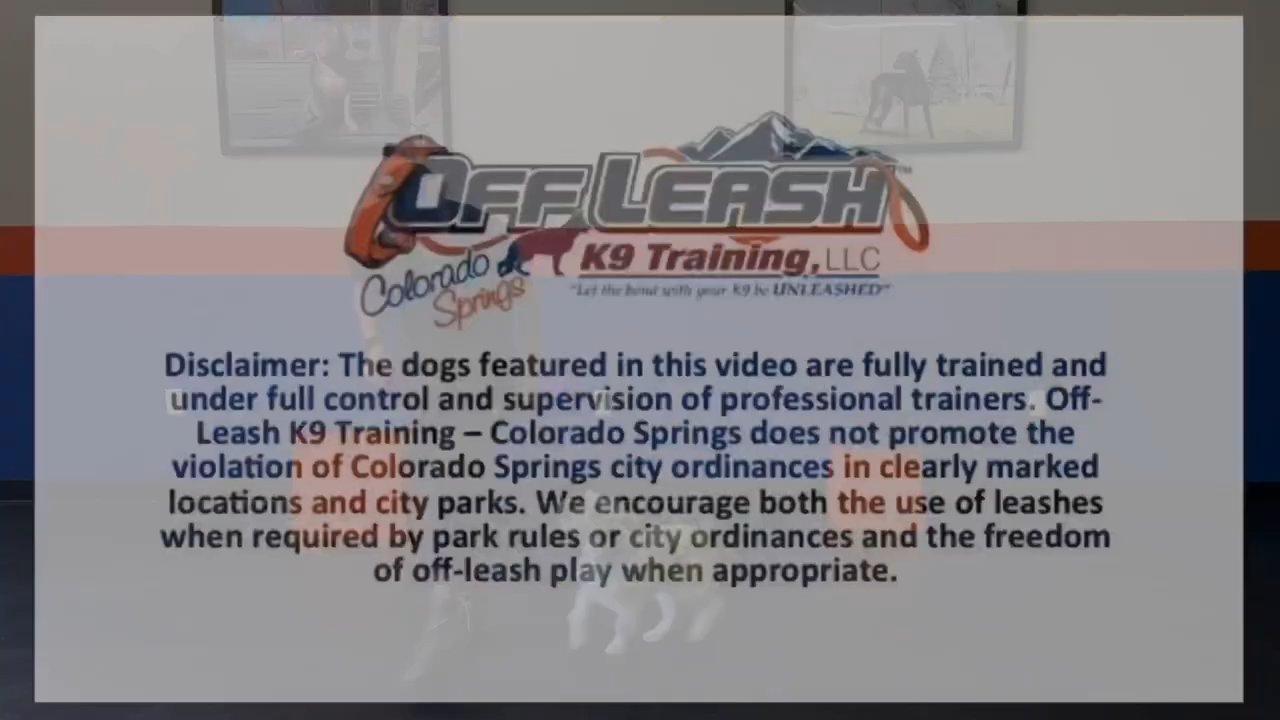 OFF LEASH™
K9 Training, LLC
Colorado
Springs
"Let the bond with your K9 be UNLEASHED"
Disclaimer: The dogs featured in this video are fully trained and
under full control and supervision of professional trainers. Off-
Leash K9 Training – Colorado Springs does not promote the
violation of Colorado Springs city ordinances in clearly marked
locations and city parks. We encourage both the use of leashes
when required by park rules or city ordinances and the freedom
of off-leash play when appropriate.